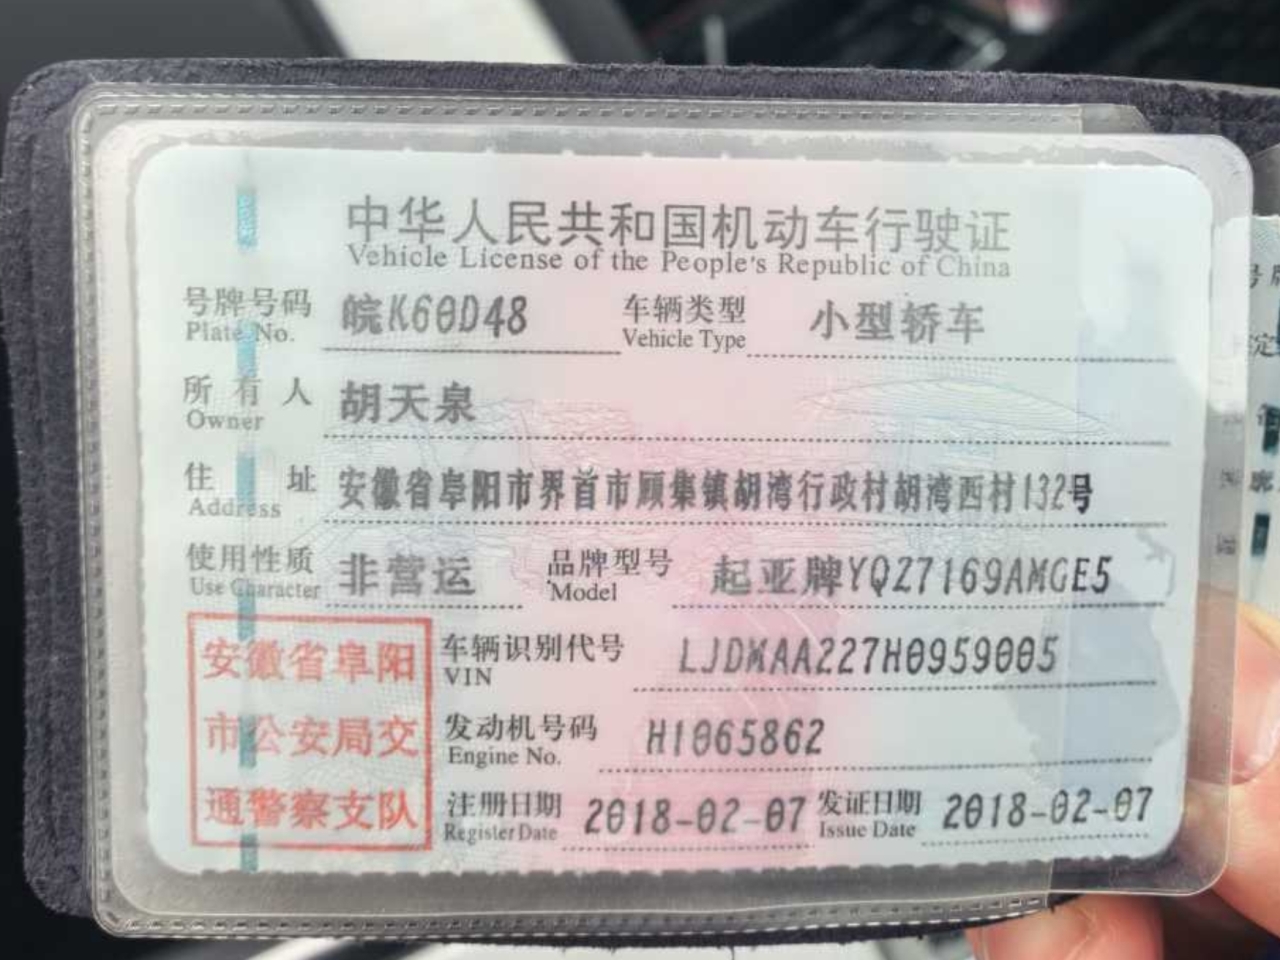 中华人民共和国机动车行驶证
Vehicle License of the People's Republic of China
号牌号码 皖K60D48 车辆类型 小型轿车
Plate No. Vehicle Type
所有人 胡天泉
Owner
住址 安徽省阜阳市界首市顾集镇胡湾行政村胡湾西村132号
Address
使用性质 非营运 品牌型号 起亚牌YQZ7169AMGE5
Use Character Model
安徽省阜阳
市公安局交
通警察支队
车辆识别代号 LJDMAA227H0959005
VIN
发动机号码 H1065862
Engine No.
注册日期 2018-02-07 发证日期 2018-02-07
Register Date Issue Date